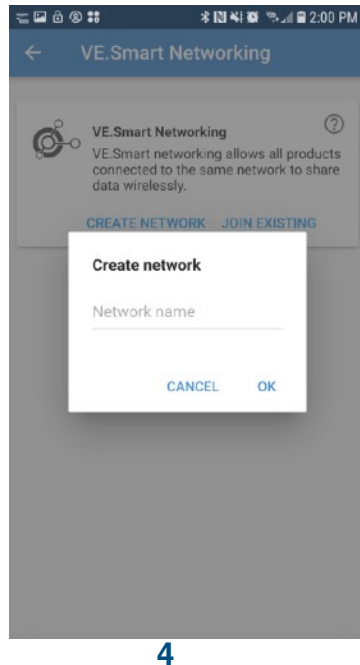 2:00 PM
VE.Smart Networking
VE.Smart Networking
VE.Smart networking allows all products
connected to the same network to share
data wirelessly.
CREATE NETWORK JOIN EXISTING
Create network
Network name
CANCEL OK
4